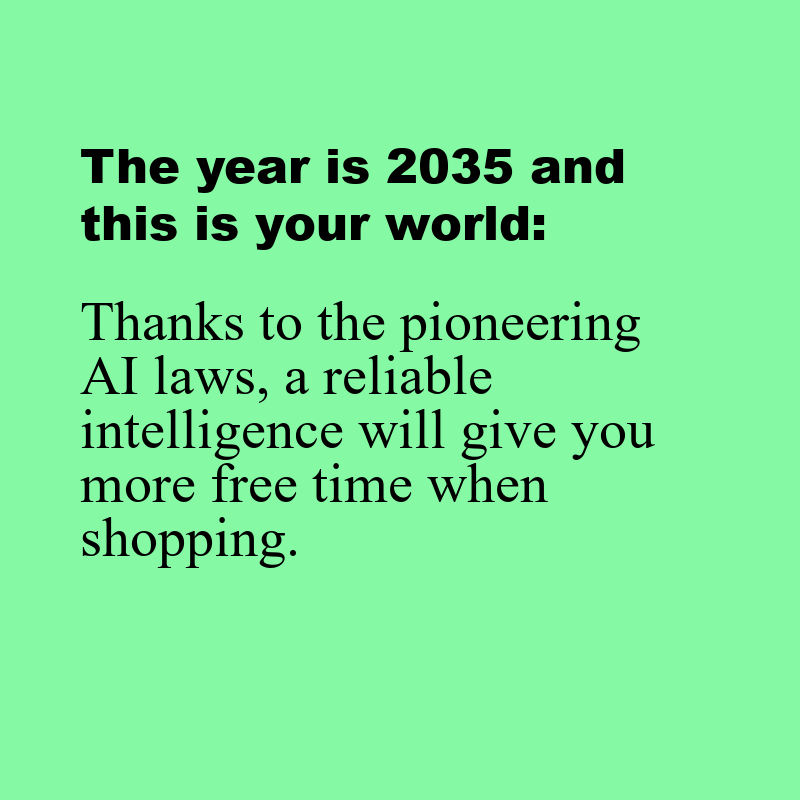 The year is 2035 and
this is your world:
Thanks to the pioneering
AI laws, a reliable
intelligence will give you
more free time when
shopping.